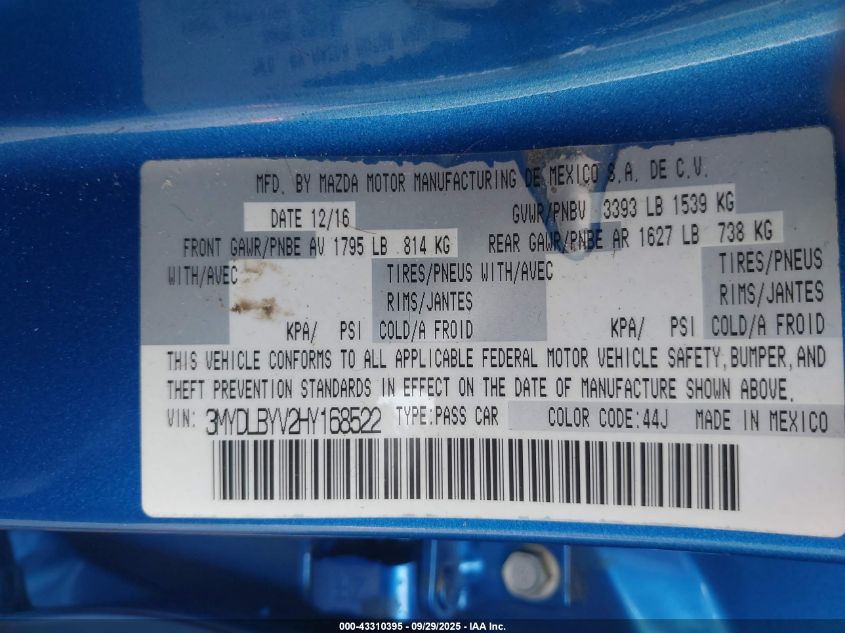 MFD. BY MAZDA MOTOR MANUFACTURING DE MEXICO S.A. DE C.V.
DATE 12/16 GVWR/PNBV 3393 LB 1539 KG
FRONT GAWR/PNBE AV 1795 LB 814 KG REAR GAWR/PNBE AR 1627 LB 738 KG
WITH/AVEC TIRES/PNEUS WITH/AVEC TIRES/PNEUS
RIMS/JANTES RIMS/JANTES
KPA/ PSI COLD/A FROID KPA/ PSI COLD/A FROID
THIS VEHICLE CONFORMS TO ALL APPLICABLE FEDERAL MOTOR VEHICLE SAFETY, BUMPER, AND
THEFT PREVENTION STANDARDS IN EFFECT ON THE DATE OF MANUFACTURE SHOWN ABOVE.
VIN: 3MYDLBYV2HY168522 TYPE:PASS CAR COLOR CODE:44J MADE IN MEXICO
000-43310395 - 09/29/2025 - IAA Inc.